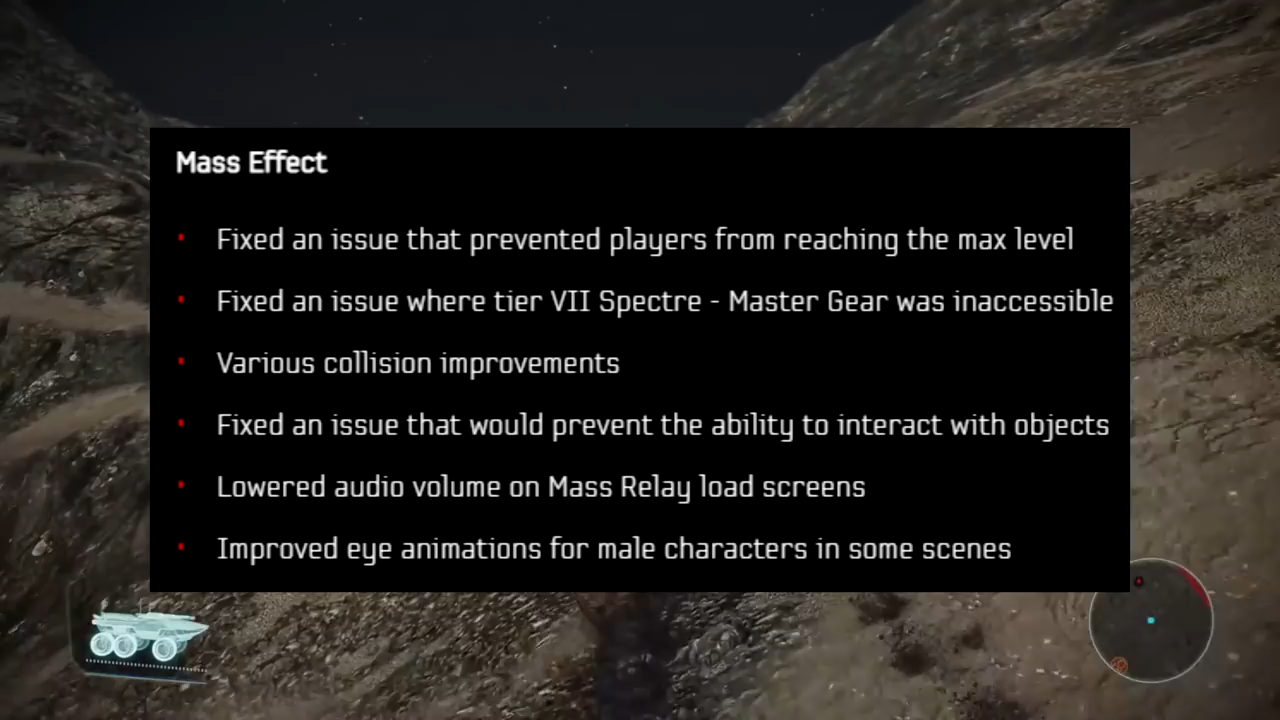 Mass Effect
Fixed an issue that prevented players from reaching the max level
Fixed an issue where tier VII Spectre - Master Gear was inaccessible
Various collision improvements
Fixed an issue that would prevent the ability to interact with objects
Lowered audio volume on Mass Relay load screens
Improved eye animations for male characters in some scenes